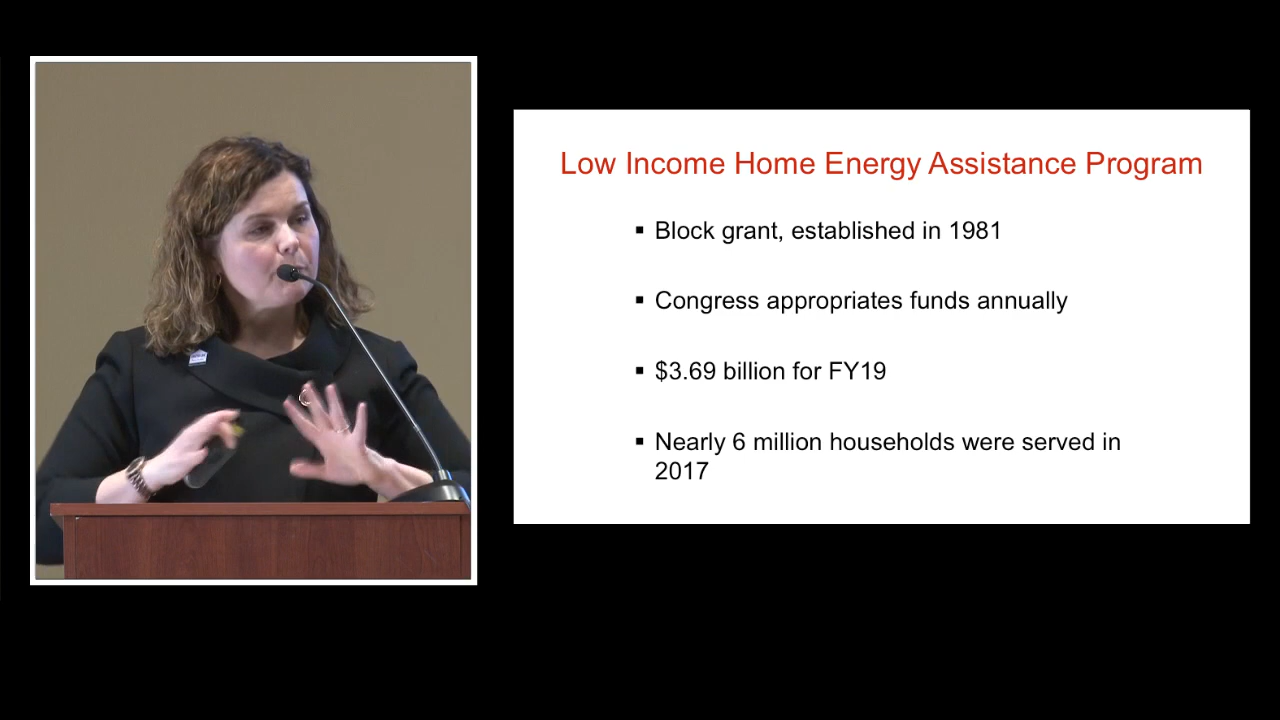 Low Income Home Energy Assistance Program
▪ Block grant, established in 1981
▪ Congress appropriates funds annually
▪ $3.69 billion for FY19
▪ Nearly 6 million households were served in
2017